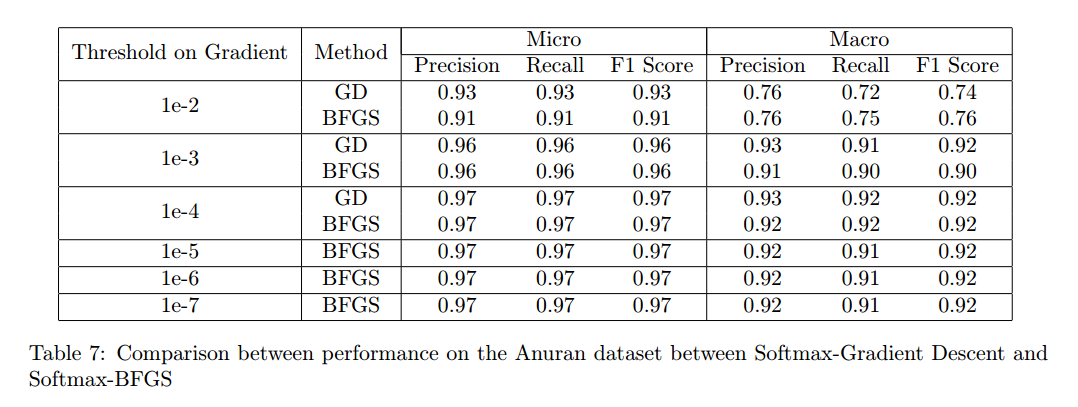 Threshold on Gradient Method Micro Macro
Precision Recall F1 Score Precision Recall F1 Score
1e-2 GD 0.93 0.93 0.93 0.76 0.72 0.74
BFGS 0.91 0.91 0.91 0.76 0.75 0.76
1e-3 GD 0.96 0.96 0.96 0.93 0.91 0.92
BFGS 0.96 0.96 0.96 0.91 0.90 0.90
1e-4 GD 0.97 0.97 0.97 0.93 0.92 0.92
BFGS 0.97 0.97 0.97 0.92 0.92 0.92
1e-5 BFGS 0.97 0.97 0.97 0.92 0.91 0.92
1e-6 BFGS 0.97 0.97 0.97 0.92 0.91 0.92
1e-7 BFGS 0.97 0.97 0.97 0.92 0.91 0.92
Table 7: Comparison between performance on the Anuran dataset between Softmax-Gradient Descent and
Softmax-BFGS